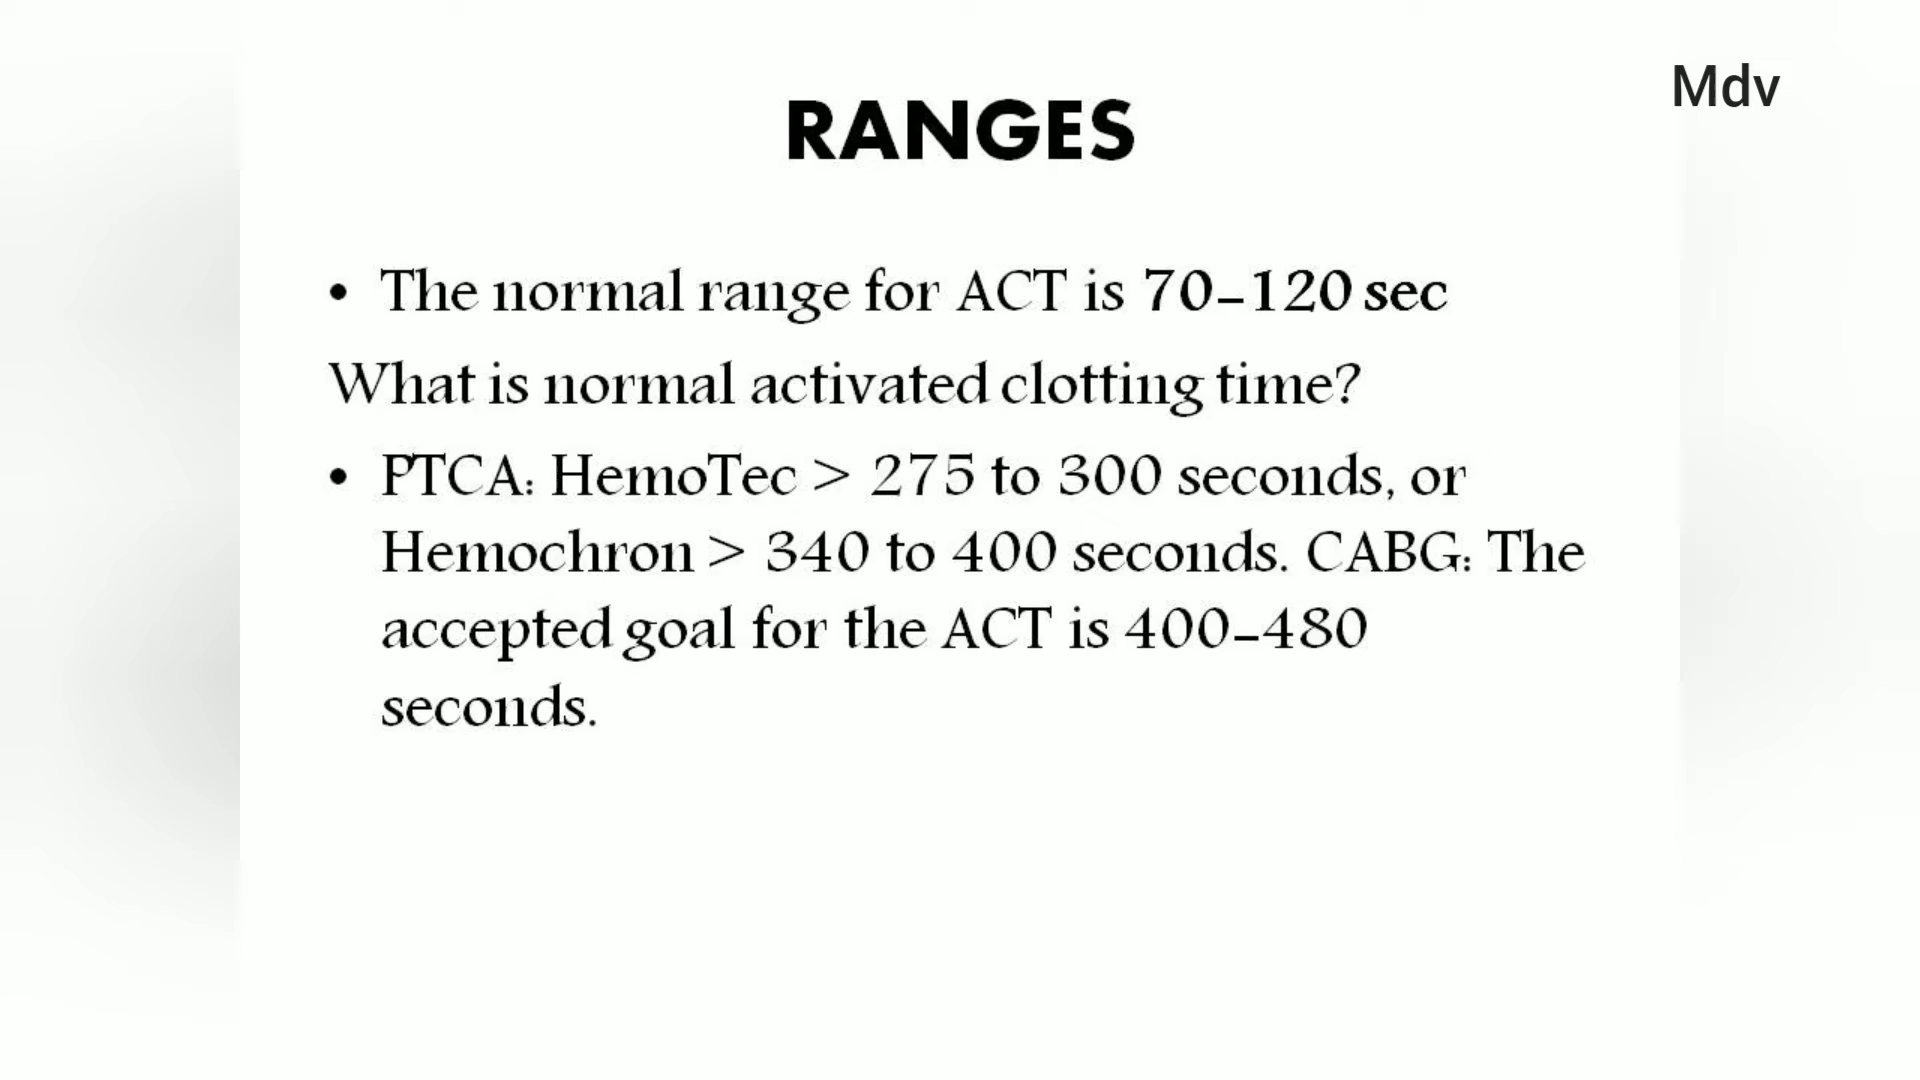 Mdv
RANGES
• The normal range for ACT is 70–120 sec
What is normal activated clotting time?
• PTCA: HemoTec > 275 to 300 seconds, or
Hemochron > 340 to 400 seconds. CABG: The
accepted goal for the ACT is 400–480
seconds.